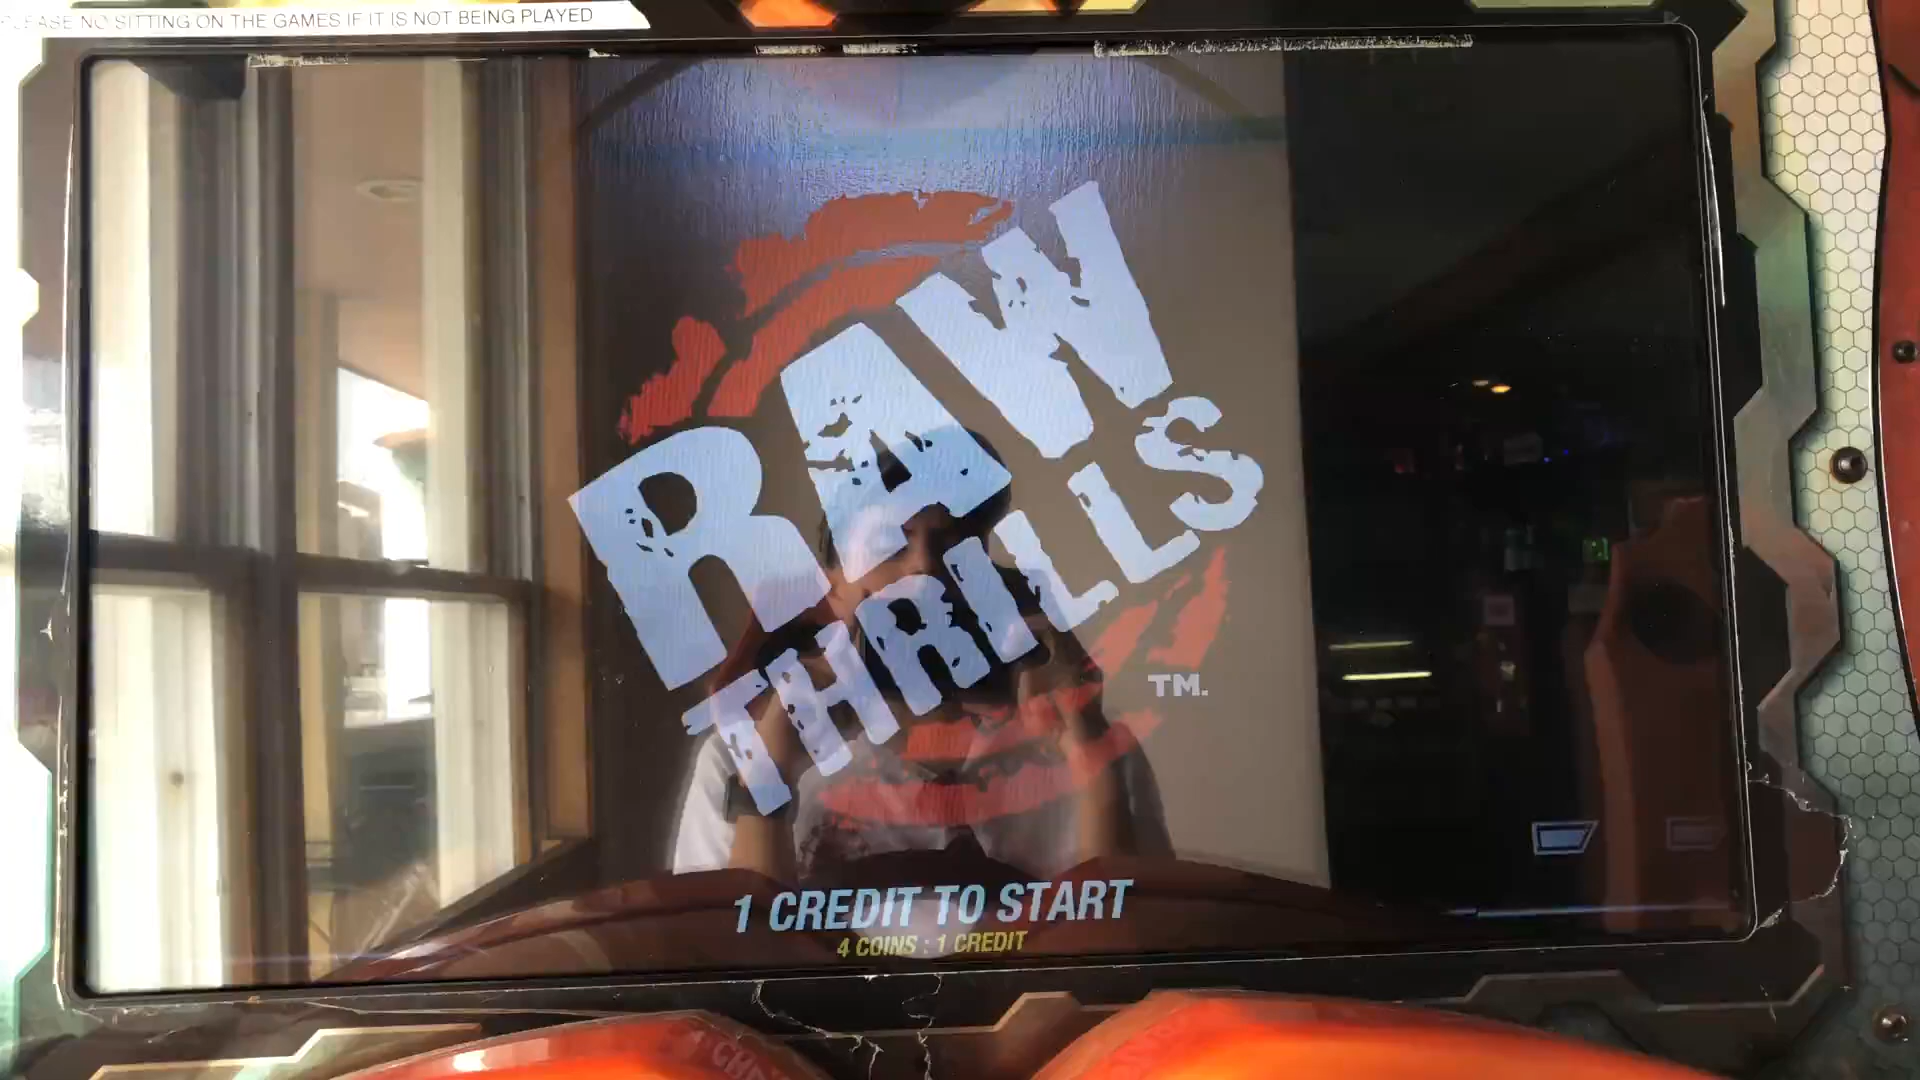 PLEASE NO SITTING ON THE GAMES IF IT IS NOT BEING PLAYED
RAW
THRILLS
TM.
1 CREDIT TO START
4 COINS : 1 CREDIT